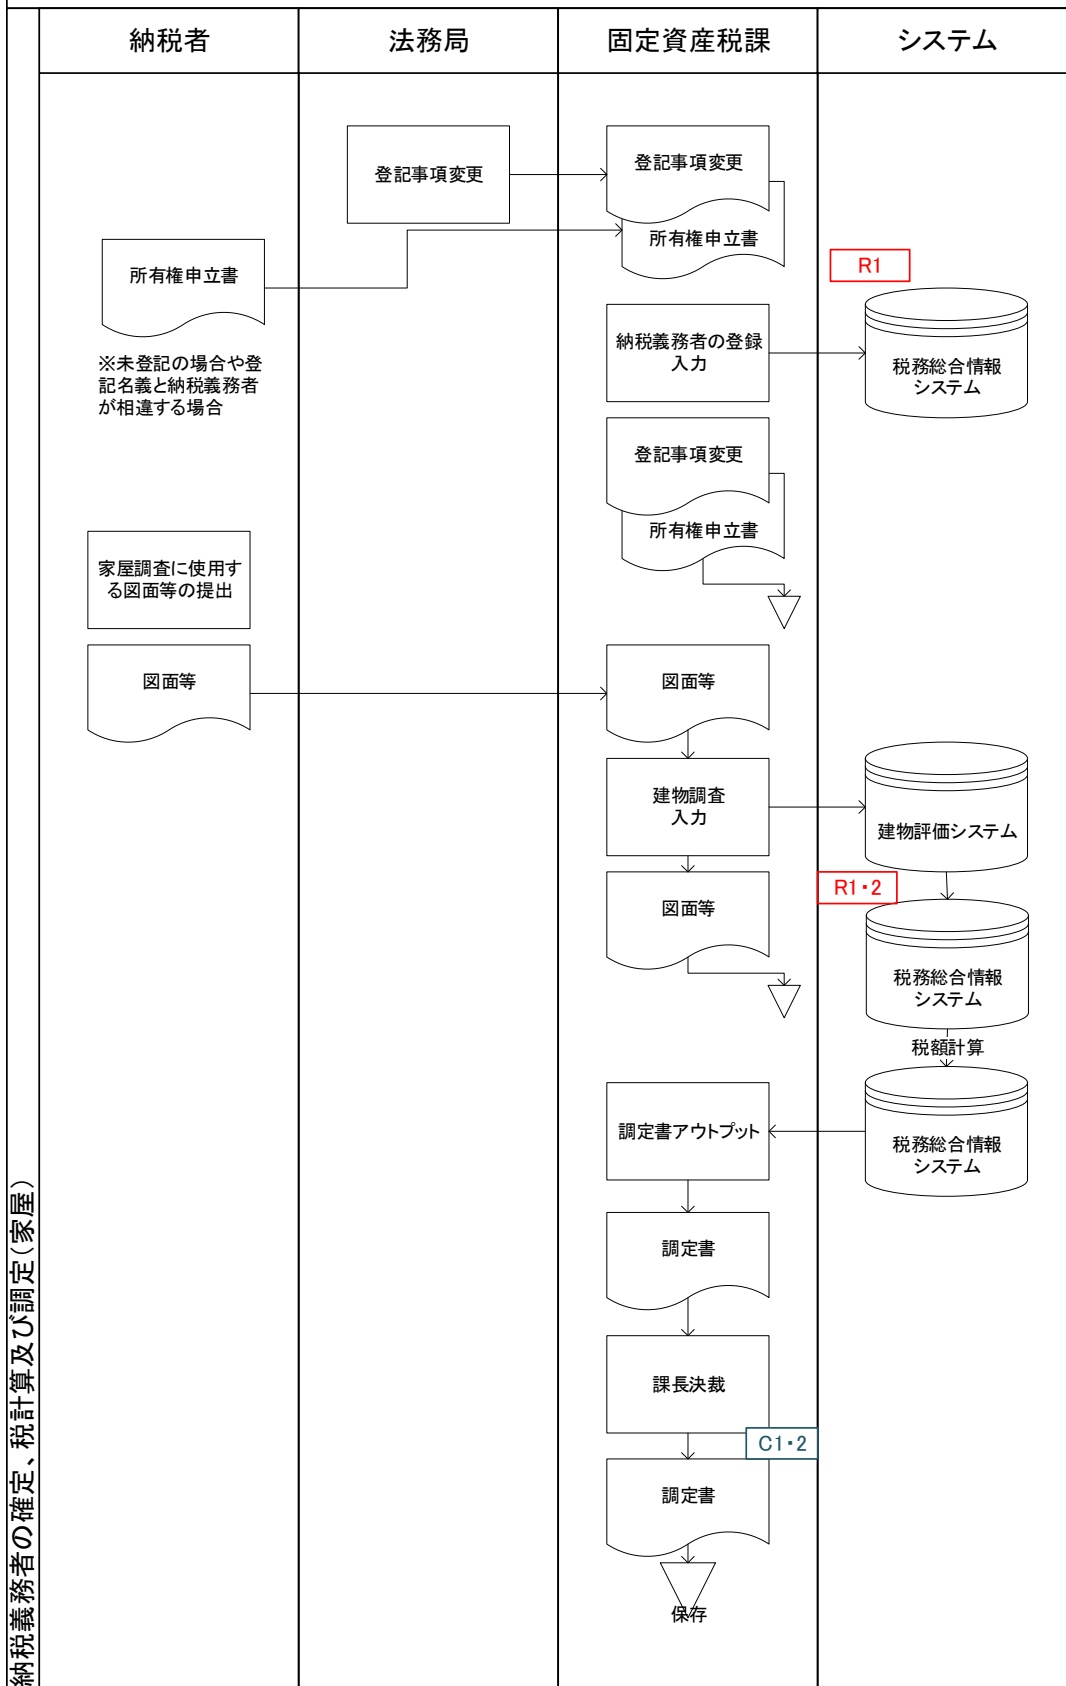 納税者
法務局
固定資産税課
システム
登記事項変更
登記事項変更
所有権申立書
所有権申立書
※未登記の場合や登
記名義と納税義務者
が相違する場合
R1
納税義務者の登録
入力
税務総合情報
システム
登記事項変更
所有権申立書
家屋調査に使用す
る図面等の提出
図面等
図面等
建物調査
入力
建物評価システム
R1・2
図面等
税務総合情報
システム
税額計算
調定書アウトプット
税務総合情報
システム
調定書
課長決裁
C1・2
調定書
保存
納税義務者の確定、税計算及び調定(家屋)